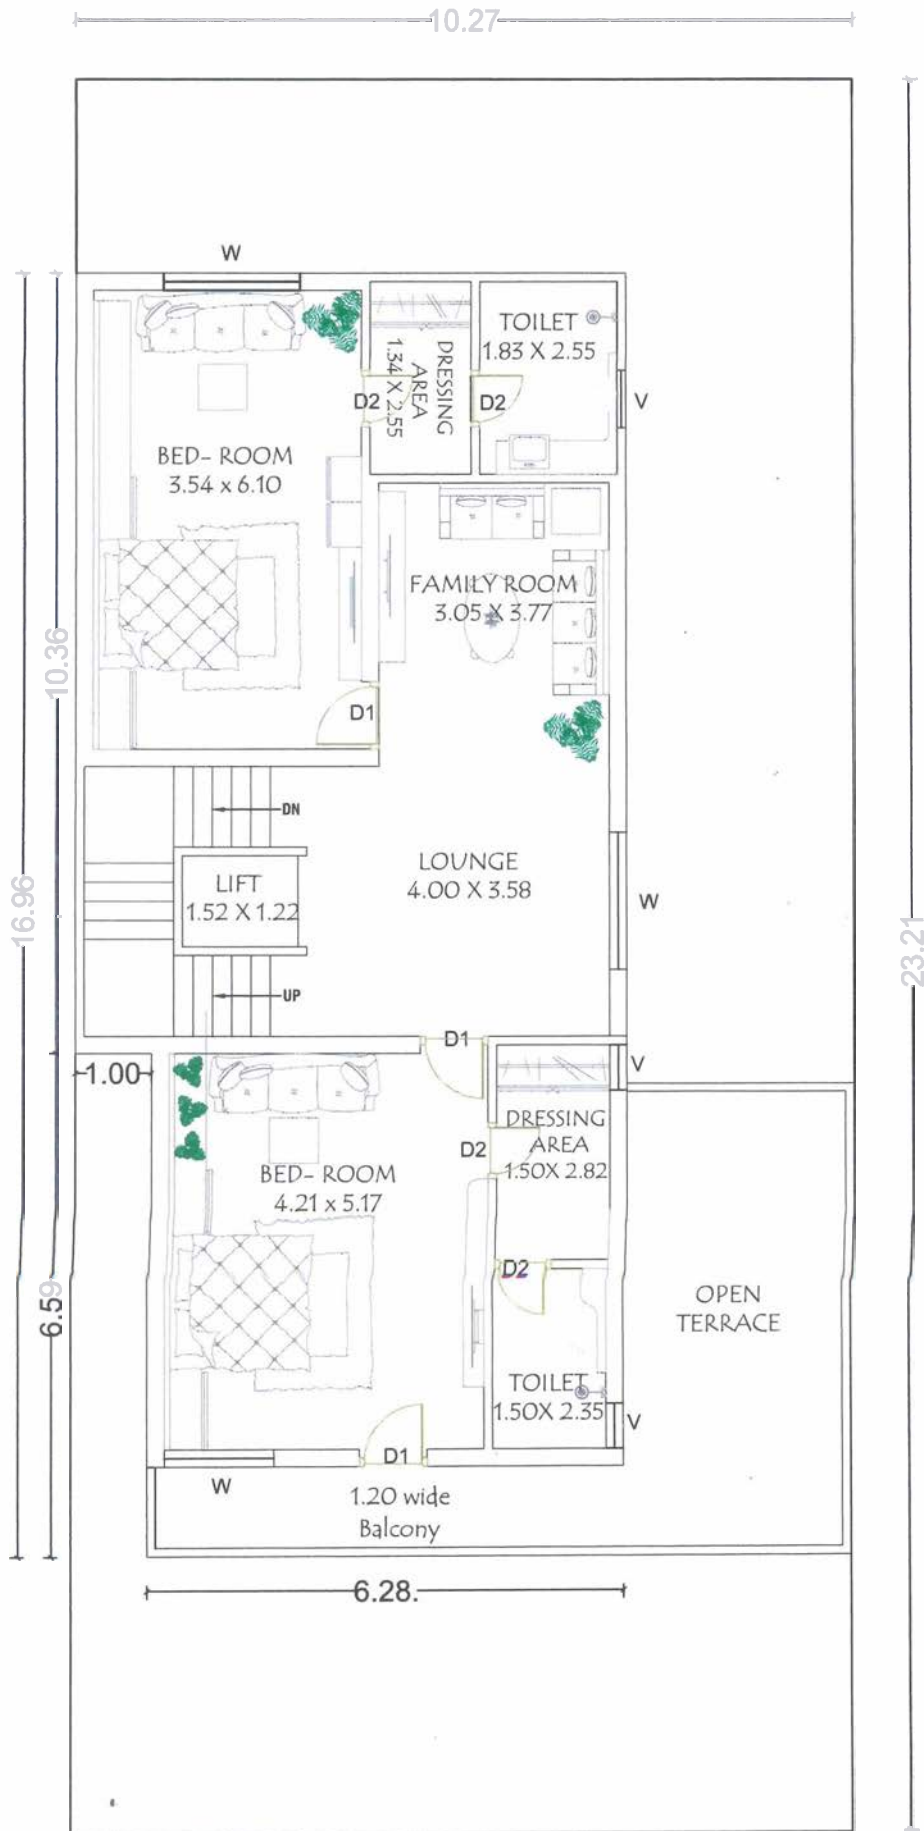 10.27
W
TOILET
1.83 X 2.55
DRESSING
AREA
1.34 X 2.55
D2
D2
V
BED- ROOM
3.54 x 6.10
FAMILY ROOM
3.05 X 3.77
10.36
D1
DN
LIFT
1.52 X 1.22
LOUNGE
4.00 X 3.58
W
16.96
23.21
UP
D1
V
1.00
DRESSING
AREA
1.50X 2.82
D2
BED- ROOM
4.21 x 5.17
D2
6.59
OPEN
TERRACE
TOILET
1.50X 2.35
V
D1
W
1.20 wide
Balcony
6.28.